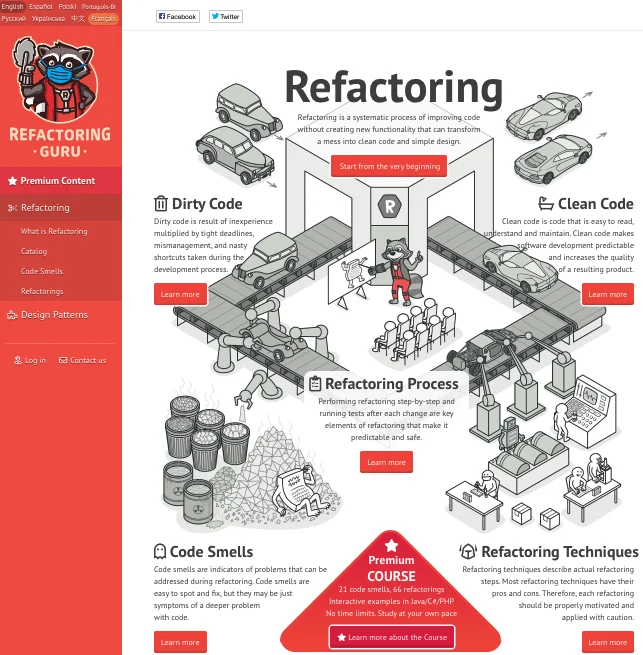 English Español Polski Português-Br
Русский Українська 中文 Français
REFACTORING
· GURU ·
Premium Content
Refactoring
What is Refactoring
Catalog
Code Smells
Refactorings
Design Patterns
Log in Contact us
Facebook Twitter
Refactoring
Refactoring is a systematic process of improving code
without creating new functionality that can transform
a mess into clean code and simple design.
Start from the very beginning
R
Dirty Code
Dirty code is result of inexperience
multiplied by tight deadlines,
mismanagement, and nasty
shortcuts taken during the
development process.
Learn more
Clean Code
Clean code is code that is easy to read,
understand and maintain. Clean code makes
software development predictable
and increases the quality
of a resulting product.
Learn more
Refactoring Process
Performing refactoring step-by-step and
running tests after each change are key
elements of refactoring that make it
predictable and safe.
Learn more
Code Smells
Code smells are indicators of problems that can be
addressed during refactoring. Code smells are
easy to spot and fix, but they may be just
symptoms of a deeper problem
with code.
Learn more
Premium
COURSE
21 code smells, 66 refactorings
Interactive examples in Java/C#/PHP
No time limits. Study at your own pace
Learn more about the Course
Refactoring Techniques
Refactoring techniques describe actual refactoring
steps. Most refactoring techniques have their
pros and cons. Therefore, each refactoring
should be properly motivated and
applied with caution.
Learn more